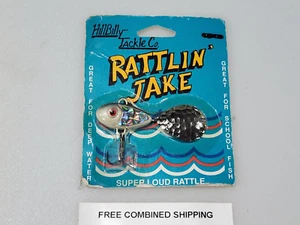 HillBilly
Tackle Co
RATTLIN'
JAKE
GREAT FOR DEEP WATER
GREAT FOR SCHOOL FISH
SUPER LOUD RATTLE
FREE COMBINED SHIPPING